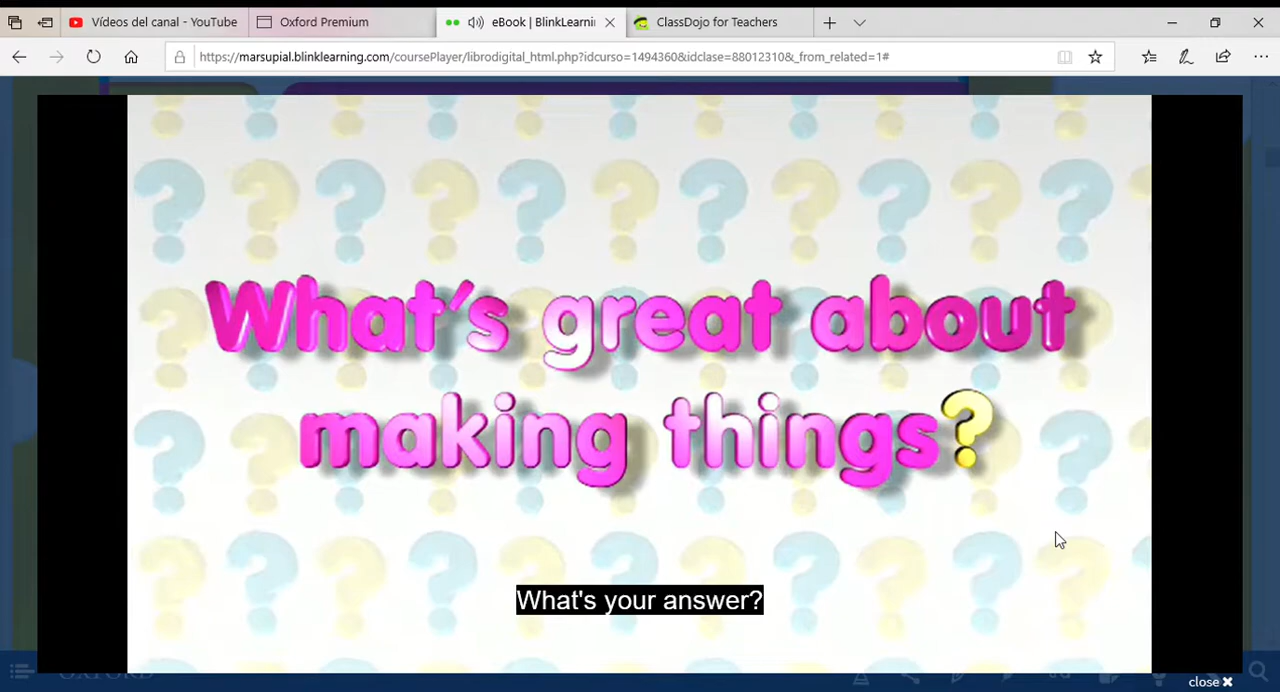 Vídeos del canal - YouTube
Oxford Premium
eBook | BlinkLearni
ClassDojo for Teachers
https://marsupial.blinklearning.com/coursePlayer/librodigital_html.php?idcurso=1494360&idclase=88012310&_from_related=1#
What's great about
making things?
What's your answer?
OXFORD
close